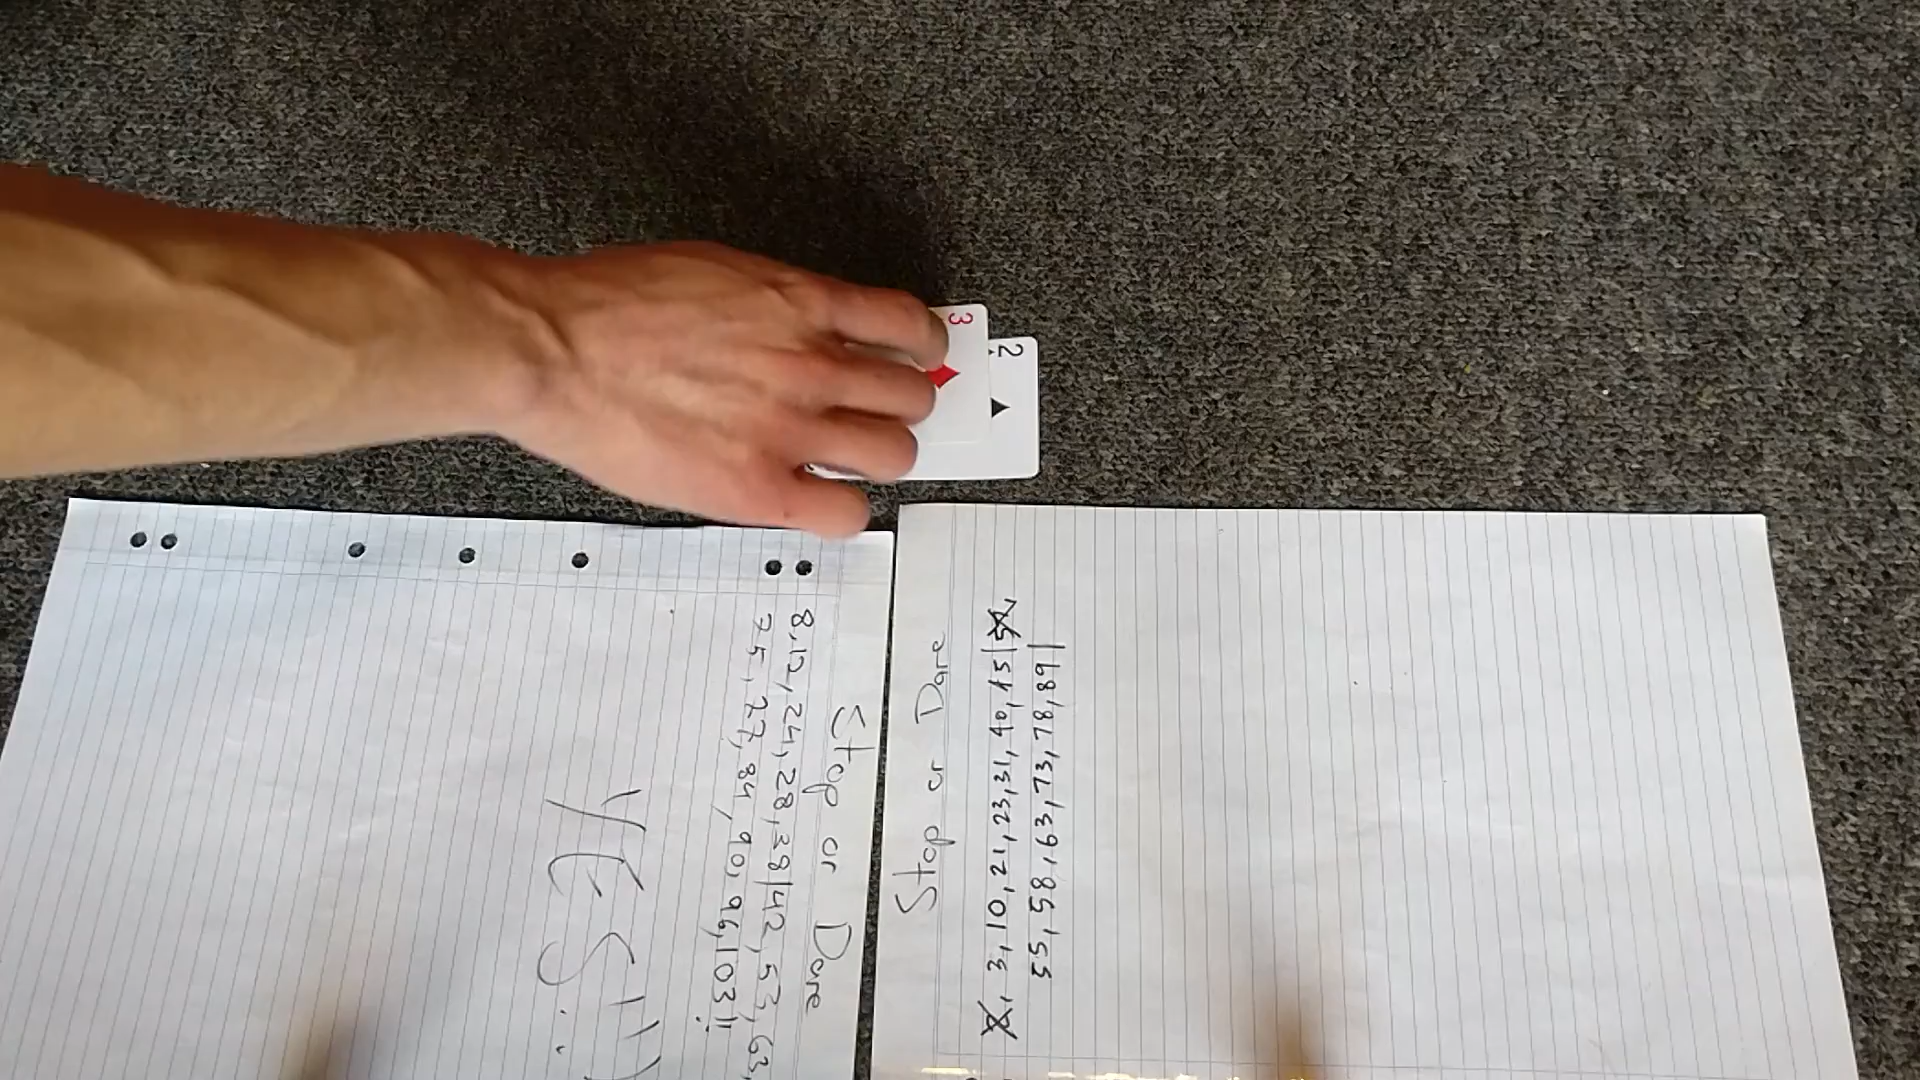 3
2
Stop or Dare
8,12,24,28,38|42,53,63,
75,77,84,90,96,103!!
YES!!)
Stop or Dare
3,10,21,23,31,40,45|
55,58,63,73,78,89|